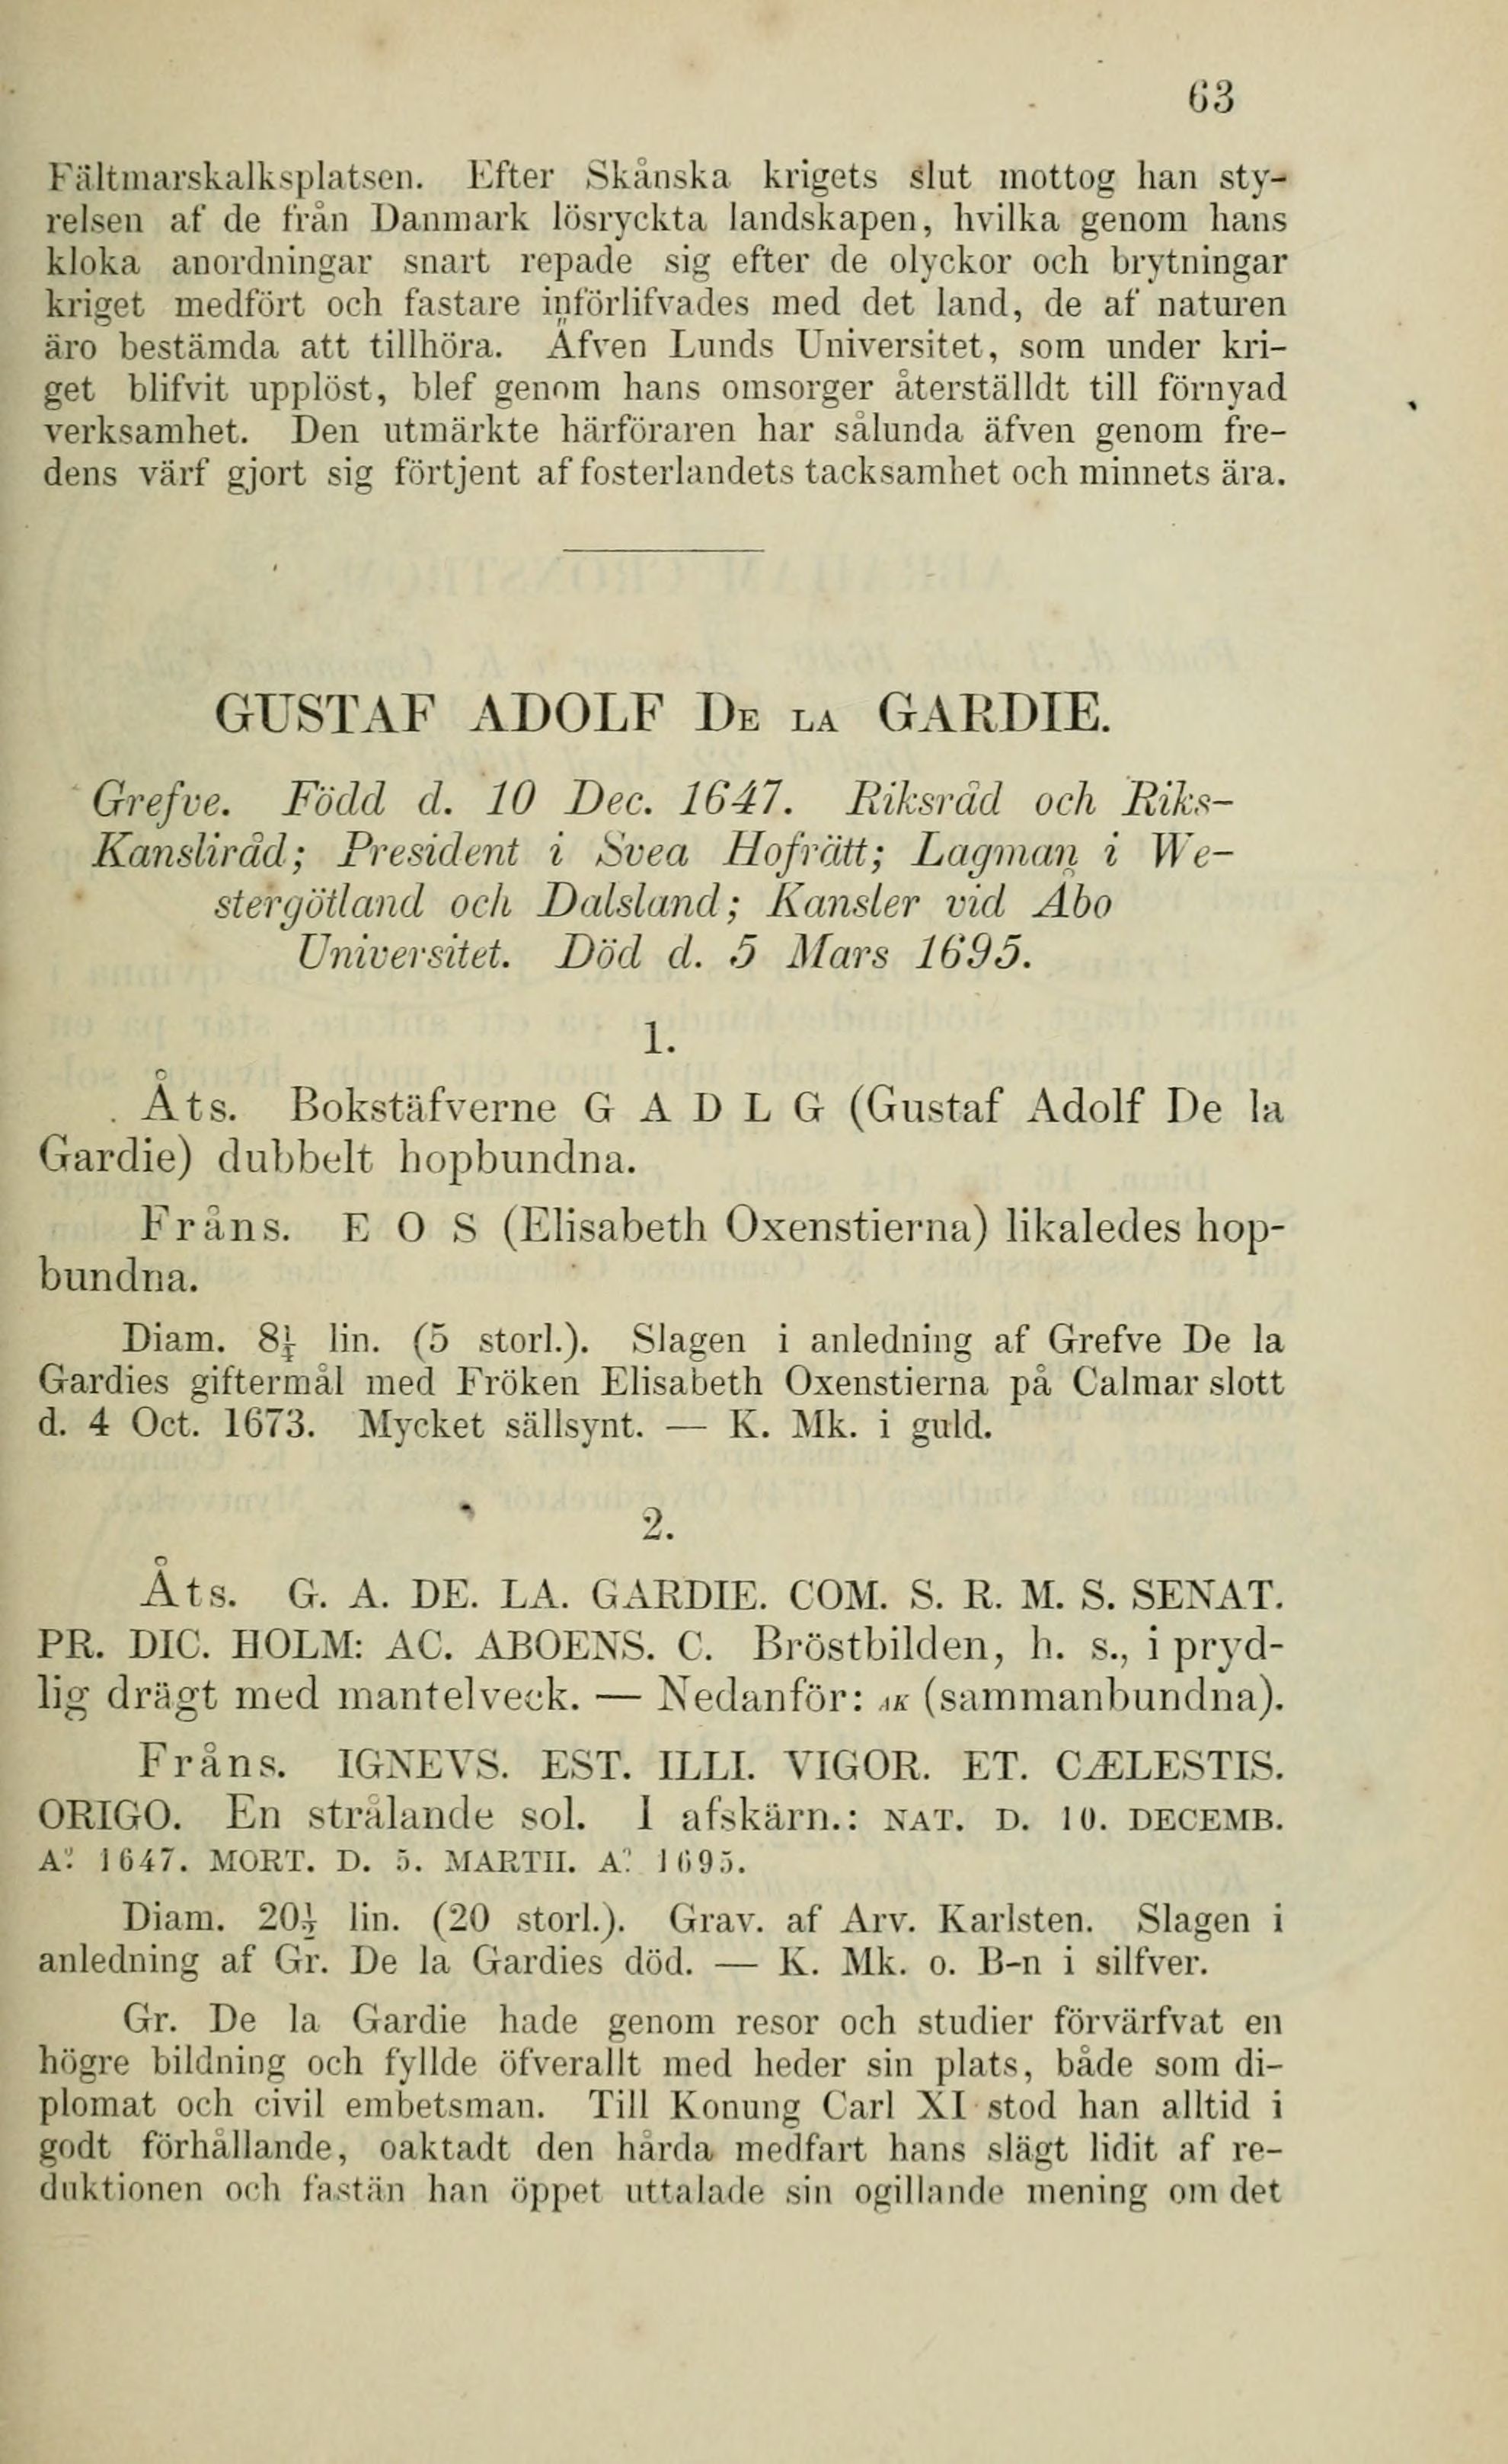 63
Fältmarskalksplatsen. Efter Skånska krigets slut mottog han sty-
relsen af de från Danmark lösryckta landskapen, hvilka genom hans
kloka anordningar snart repade sig efter de olyckor och brytningar
kriget medfört och fastare införlifvades med det land, de af naturen
äro bestämda att tillhöra. Äfven Lunds Universitet, som under kri-
get blifvit upplöst, blef genom hans omsorger återställdt till förnyad
verksamhet. Den utmärkte härföraren har sålunda äfven genom fre-
dens värf gjort sig förtjent af fosterlandets tacksamhet och minnets ära.
GUSTAF ADOLF DE LA GARDIE.
Grefve. Född d. 10 Dec. 1647. Riksråd och Riks-
Kansliråd; President i Svea Hofrätt; Lagman i We-
stergötland och Dalsland; Kansler vid Åbo
Universitet. Död d. 5 Mars 1695.
1.
Åts. Bokstäfverne G A D L G (Gustaf Adolf De la
Gardie) dubbelt hopbundna.
Fråns. E O S (Elisabeth Oxenstierna) likaledes hop-
bundna.
Diam. 8¼ lin. (5 storl.). Slagen i anledning af Grefve De la
Gardies giftermål med Fröken Elisabeth Oxenstierna på Calmar slott
d. 4 Oct. 1673. Mycket sällsynt. — K. Mk. i guld.
2.
Åts. G. A. DE. LA. GARDIE. COM. S. R. M. S. SENAT.
PR. DIC. HOLM: AC. ABOENS. C. Bröstbilden, h. s., i pryd-
lig drägt med mantelveck. — Nedanför: AK (sammanbundna).
Fråns. IGNEVS. EST. ILLI. VIGOR. ET. CÆLESTIS.
ORIGO. En strålande sol. I afskärn.: NAT. D. 10. DECEMB.
A:o 1647. MORT. D. 5. MARTII. A:o 1695.
Diam. 20½ lin. (20 storl.). Grav. af Arv. Karlsten. Slagen i
anledning af Gr. De la Gardies död. — K. Mk. o. B-n i silfver.
Gr. De la Gardie hade genom resor och studier förvärfvat en
högre bildning och fyllde öfverallt med heder sin plats, både som di-
plomat och civil embetsman. Till Konung Carl XI stod han alltid i
godt förhållande, oaktadt den hårda medfart hans slägt lidit af re-
duktionen och fastän han öppet uttalade sin ogillande mening om det